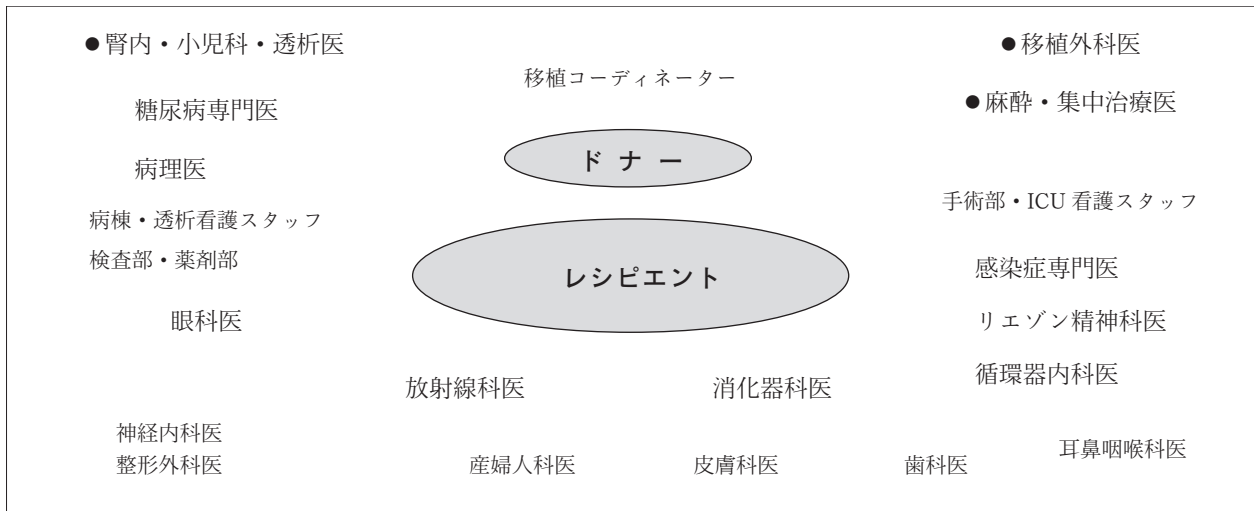 ●腎内・小児科・透析医
●移植外科医
移植コーディネーター
糖尿病専門医
●麻酔・集中治療医
ドナー
病理医
手術部・ICU 看護スタッフ
病棟・透析看護スタッフ
検査部・薬剤部
レシピエント
感染症専門医
眼科医
リエゾン精神科医
放射線科医
消化器科医
循環器内科医
神経内科医
整形外科医
産婦人科医
皮膚科医
歯科医
耳鼻咽喉科医